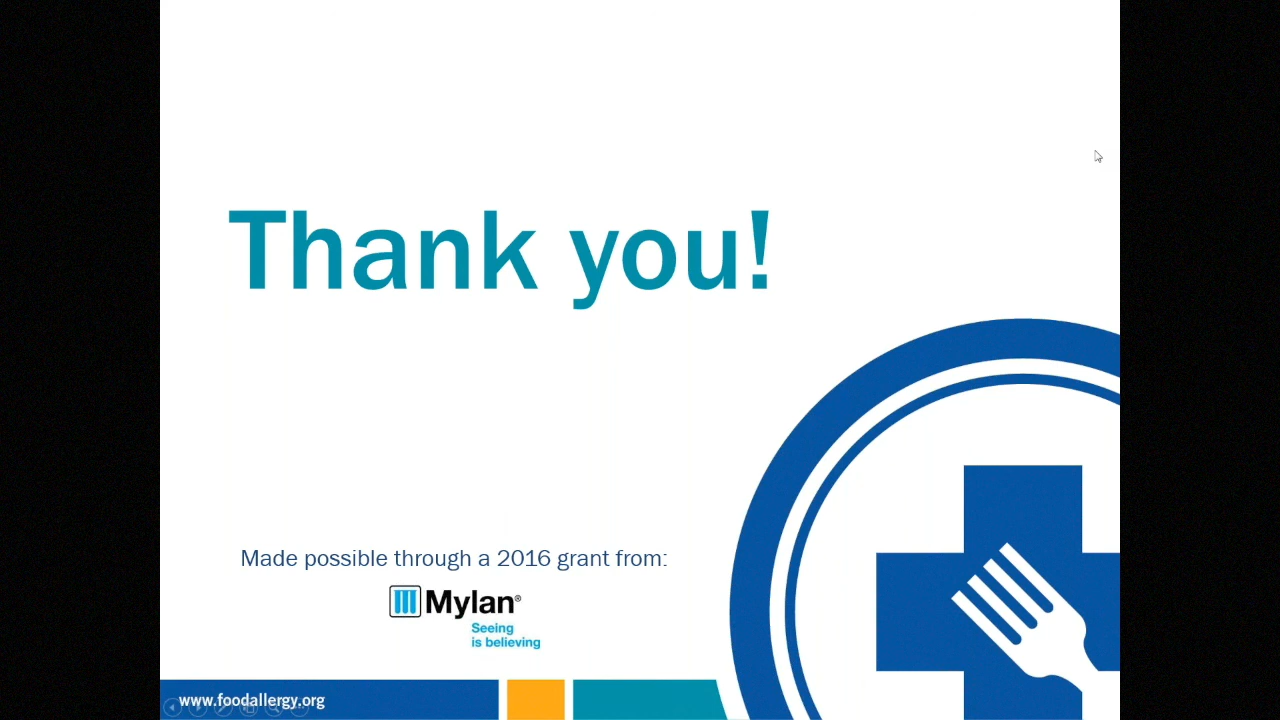 Thank you!
Made possible through a 2016 grant from:
Mylan®
Seeing
is believing
www.foodallergy.org